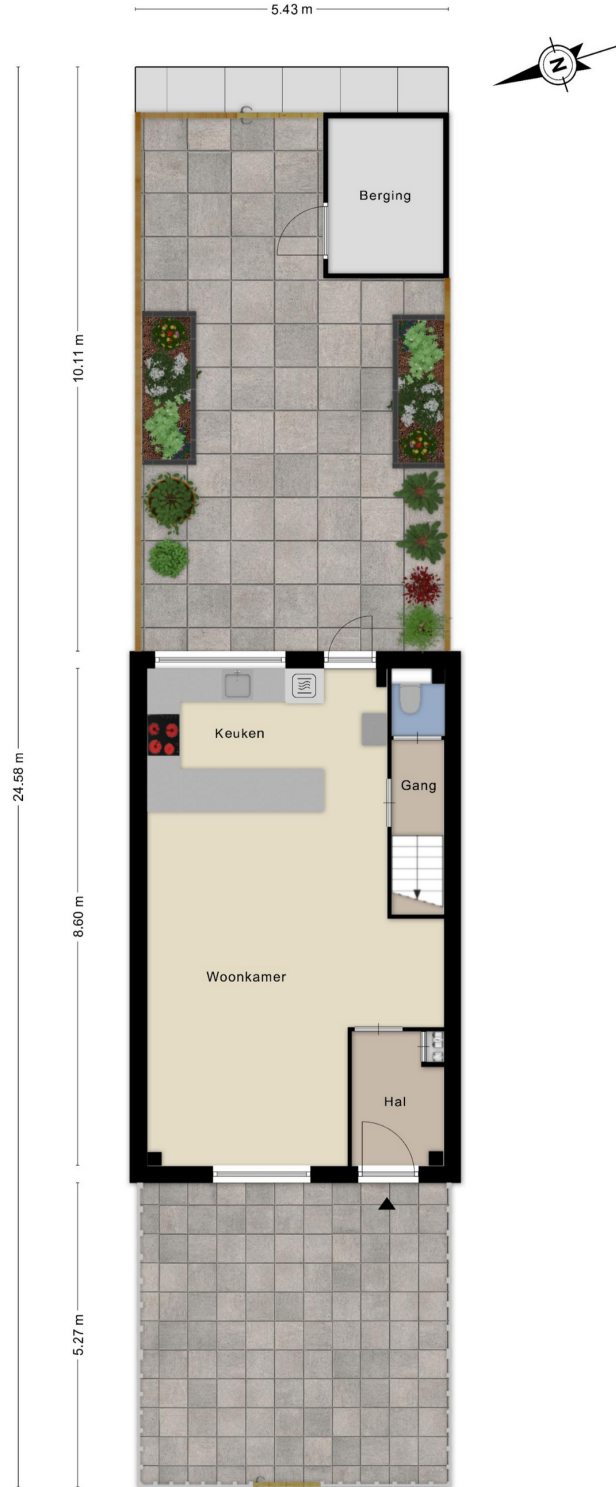 5.43 m
N
Berging
10.11 m
Keuken
24.58 m
Gang
8.60 m
Woonkamer
Hal
5.27 m